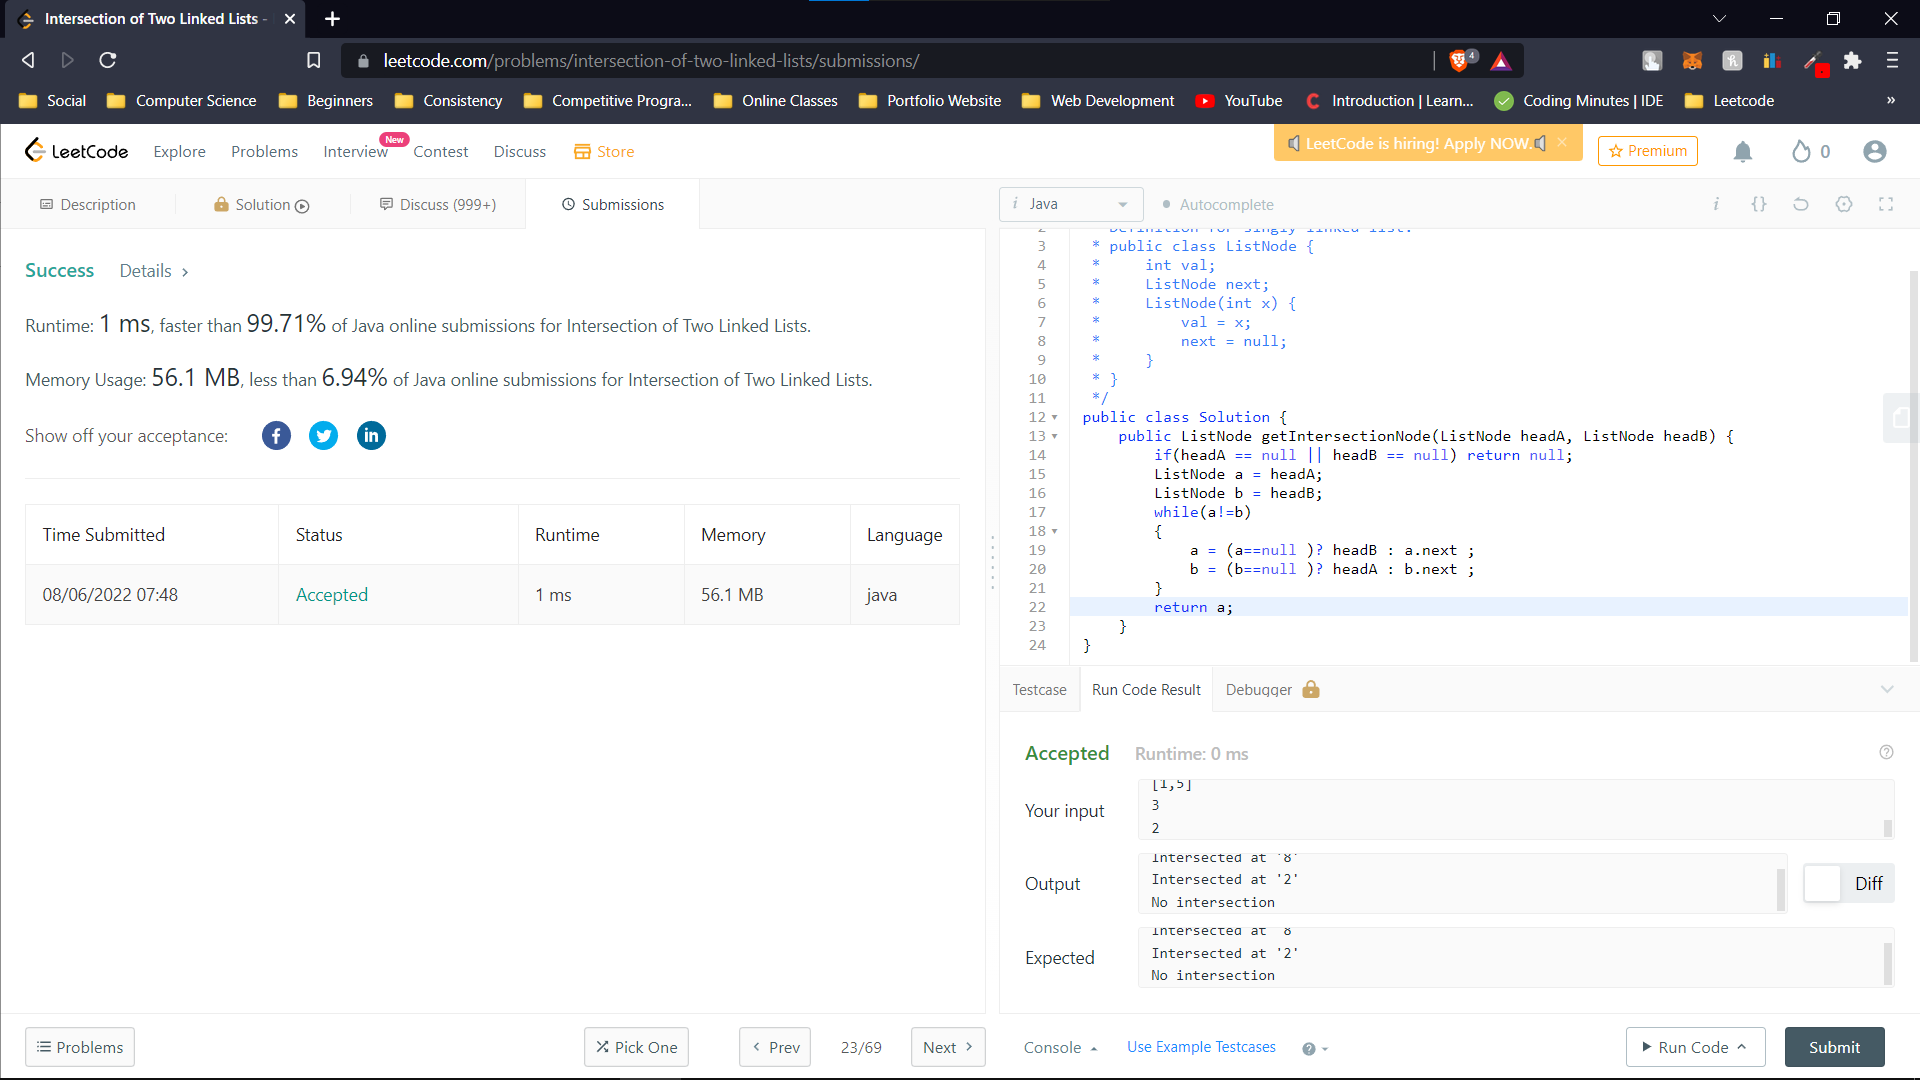 Intersection of Two Linked Lists -
leetcode.com/problems/intersection-of-two-linked-lists/submissions/
4
Social
Computer Science
Beginners
Consistency
Competitive Progra...
Online Classes
Portfolio Website
Web Development
YouTube
Introduction | Learn...
Coding Minutes | IDE
Leetcode
»
LeetCode
Explore
Problems
Interview
New
Contest
Discuss
Store
LeetCode is hiring! Apply NOW.
Premium
0
Description
Solution
Discuss (999+)
Submissions
i Java
Autocomplete
Success
Details >
Runtime: 1 ms, faster than 99.71% of Java online submissions for Intersection of Two Linked Lists.
Memory Usage: 56.1 MB, less than 6.94% of Java online submissions for Intersection of Two Linked Lists.
Show off your acceptance:
Time Submitted
Status
Runtime
Memory
Language
08/06/2022 07:48
Accepted
1 ms
56.1 MB
java
2 Definition for singly-linked list.
3 * public class ListNode {
4 *     int val;
5 *     ListNode next;
6 *     ListNode(int x) {
7 *         val = x;
8 *         next = null;
9 *     }
10 * }
11 */
12 public class Solution {
13     public ListNode getIntersectionNode(ListNode headA, ListNode headB) {
14         if(headA == null || headB == null) return null;
15         ListNode a = headA;
16         ListNode b = headB;
17         while(a!=b)
18         {
19             a = (a==null )? headB : a.next ;
20             b = (b==null )? headA : b.next ;
21         }
22         return a;
23     }
24 }
Testcase
Run Code Result
Debugger
Accepted
Runtime: 0 ms
Your input
[1,5]
3
2
Output
Intersected at '8'
Intersected at '2'
No intersection
Diff
Expected
Intersected at '8'
Intersected at '2'
No intersection
Problems
Pick One
< Prev
23/69
Next >
Console
Use Example Testcases
Run Code
Submit